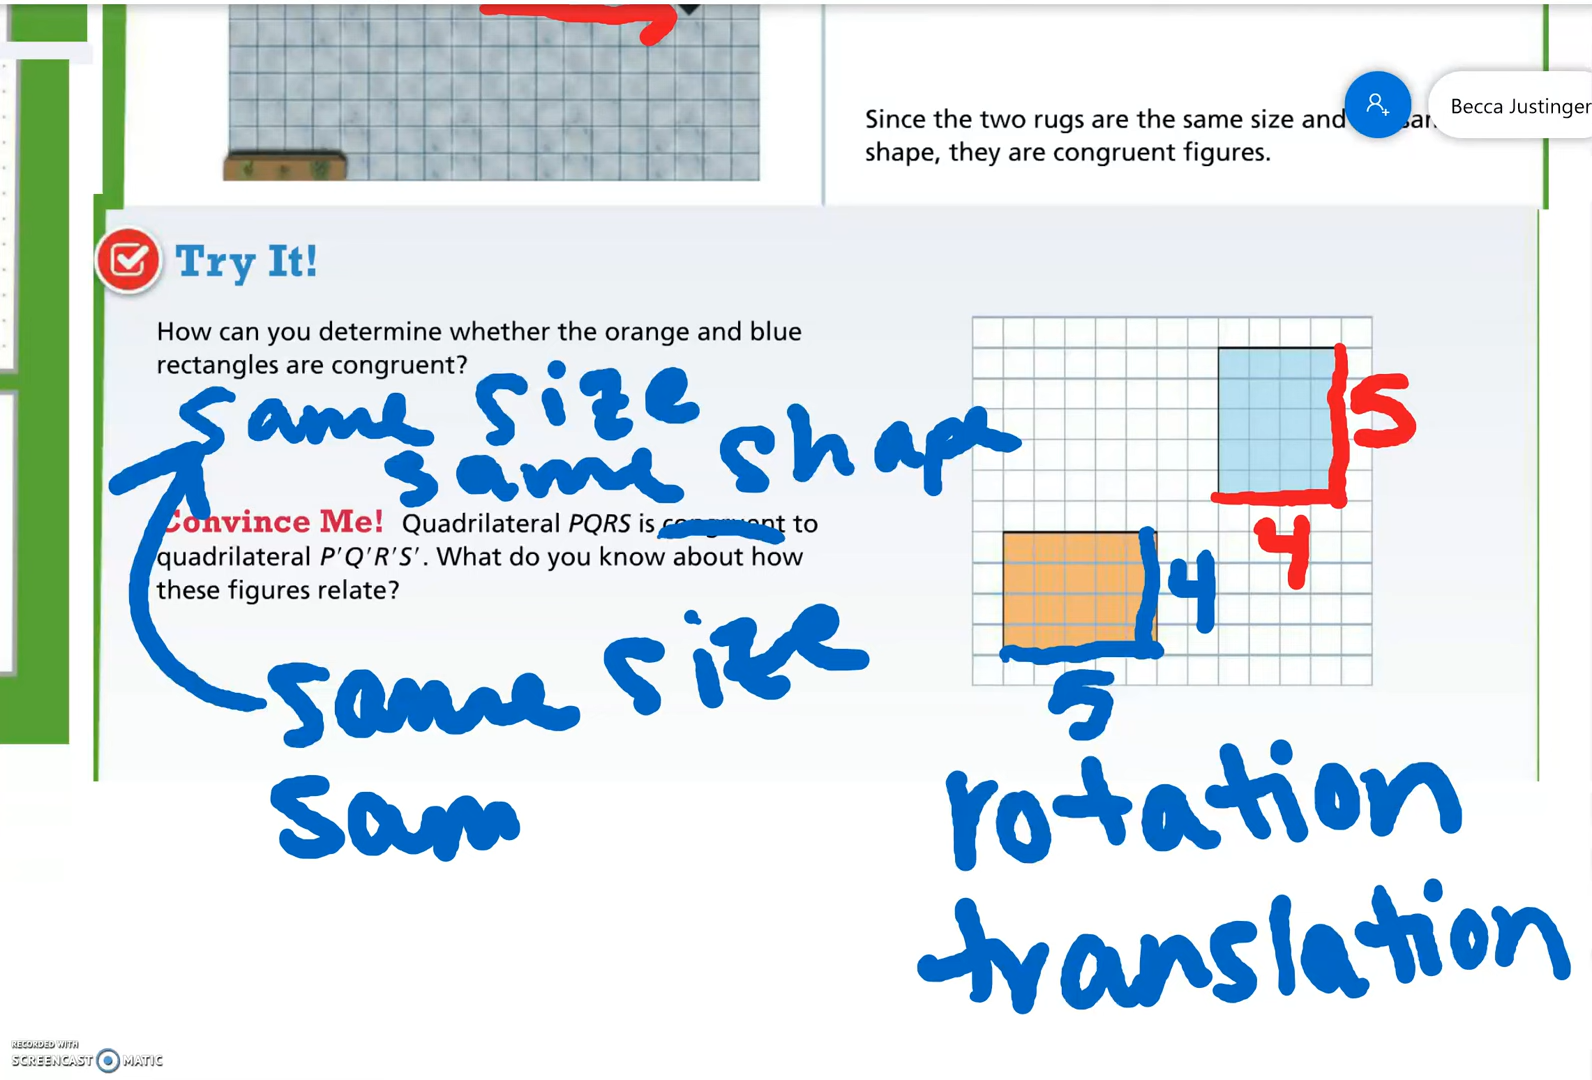 Since the two rugs are the same size and
shape, they are congruent figures.
Becca Justinger
Try It!
How can you determine whether the orange and blue
rectangles are congruent?
same size
same shape
Convince Me! Quadrilateral PQRS is congruent to
quadrilateral P′Q′R′S′. What do you know about how
these figures relate?
same size
sam
5
4
4
5
rotation
translation
RECORDED WITH
SCREENCAST MATIC